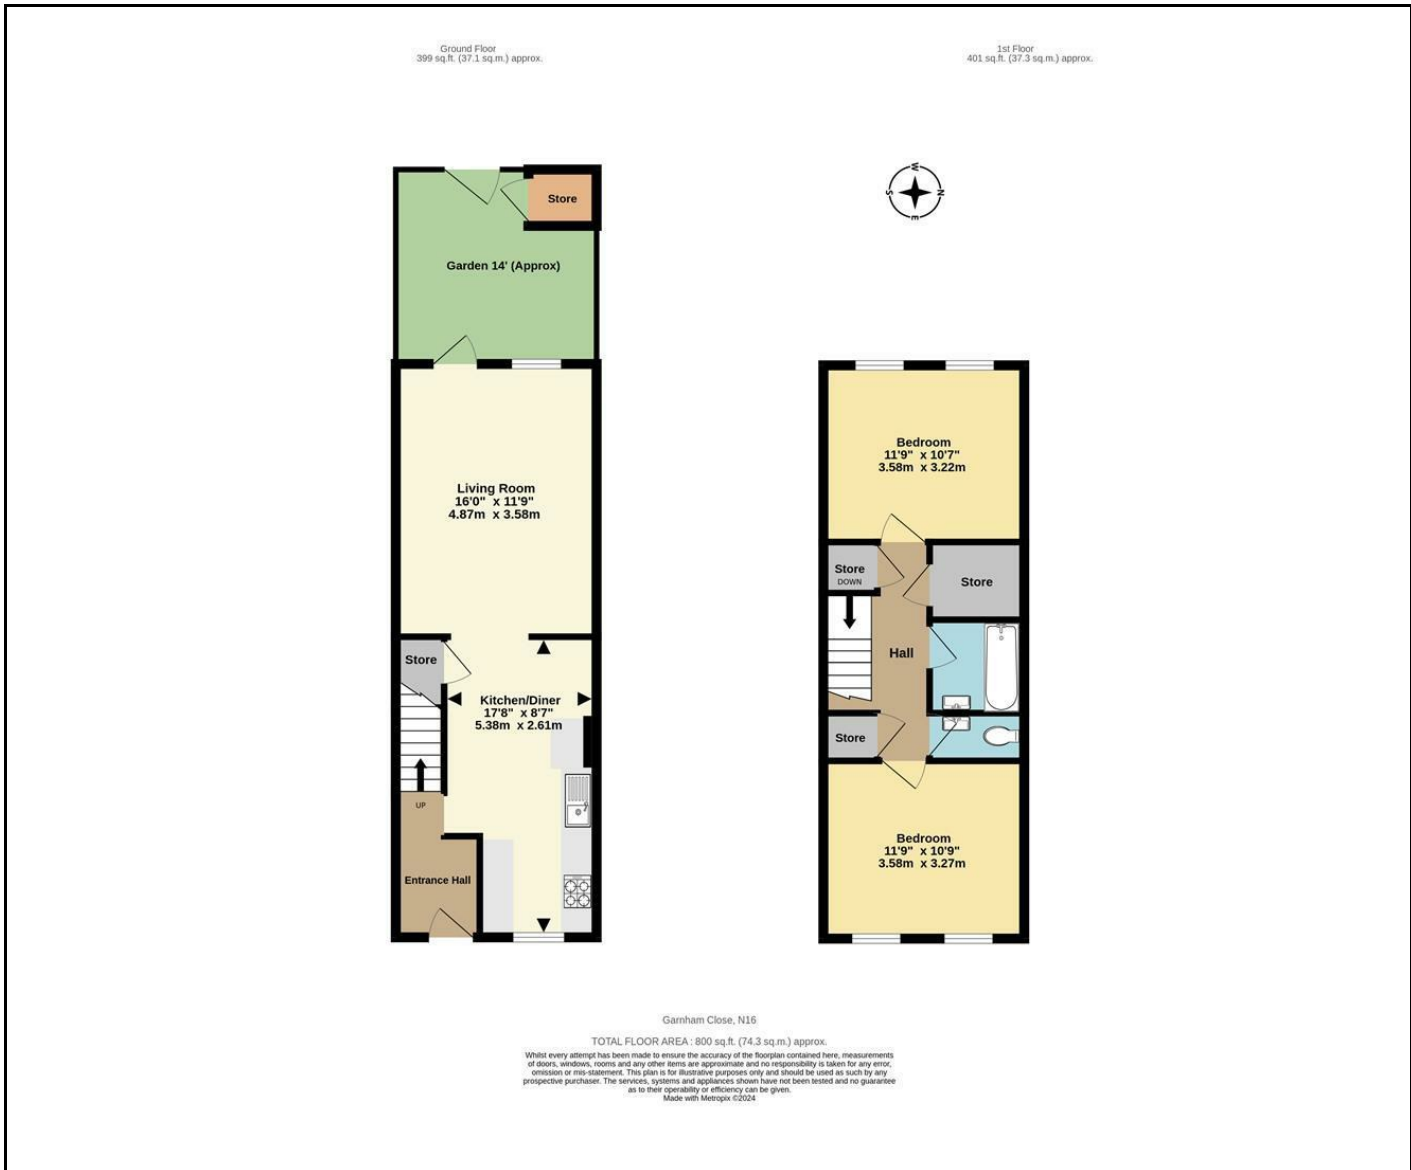 Ground Floor
399 sq.ft. (37.1 sq.m.) approx.
1st Floor
401 sq.ft. (37.3 sq.m.) approx.
W
S
N
E
Store
Garden 14' (Approx)
Living Room
16'0" x 11'9"
4.87m x 3.58m
Store
Kitchen/Diner
17'8" x 8'7"
5.38m x 2.61m
UP
Entrance Hall
Bedroom
11'9" x 10'7"
3.58m x 3.22m
Store
DOWN
Store
Hall
Store
Bedroom
11'9" x 10'9"
3.58m x 3.27m
Garnham Close, N16
TOTAL FLOOR AREA : 800 sq.ft. (74.3 sq.m.) approx.
Whilst every attempt has been made to ensure the accuracy of the floorplan contained here, measurements
of doors, windows, rooms and any other items are approximate and no responsibility is taken for any error,
omission or mis-statement. This plan is for illustrative purposes only and should be used as such by any
prospective purchaser. The services, systems and appliances shown have not been tested and no guarantee
as to their operability or efficiency can be given.
Made with Metropix ©2024